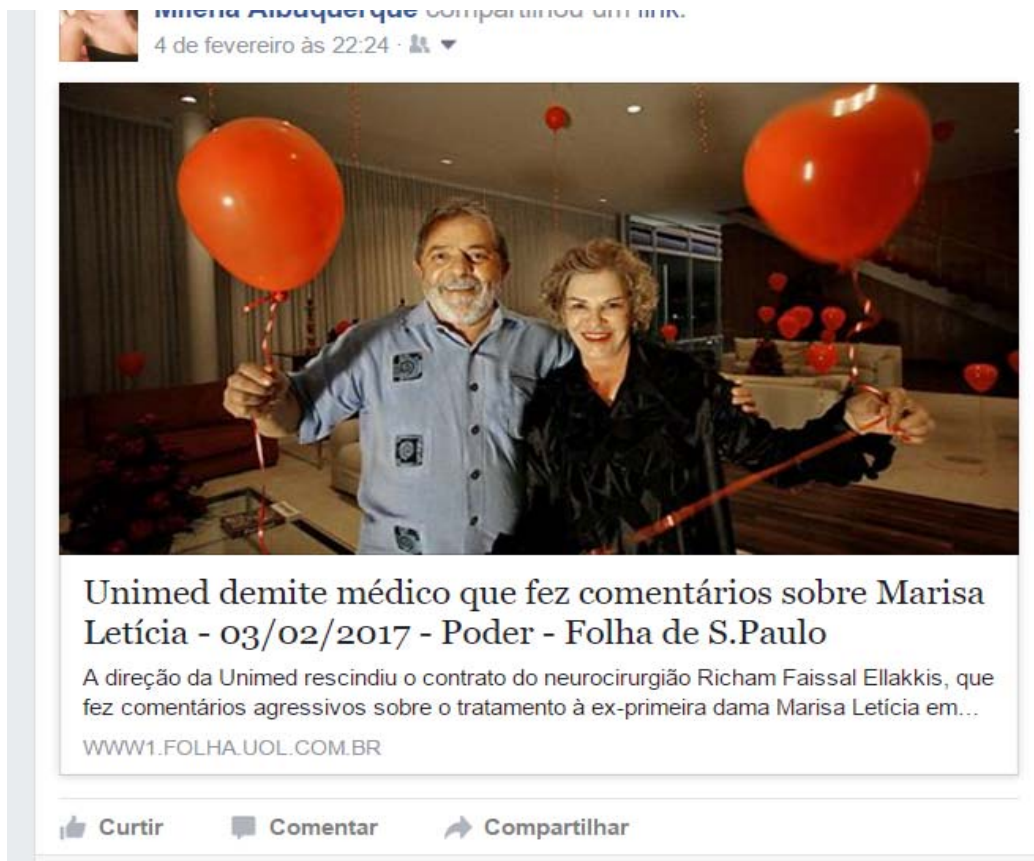 Milena Albuquerque compartilhou um link.
4 de fevereiro às 22:24 ·
Unimed demite médico que fez comentários sobre Marisa
Letícia - 03/02/2017 - Poder - Folha de S.Paulo
A direção da Unimed rescindiu o contrato do neurocirurgião Richam Faissal Ellakkis, que
fez comentários agressivos sobre o tratamento à ex-primeira dama Marisa Letícia em...
WWW1.FOLHA.UOL.COM.BR
Curtir Comentar Compartilhar